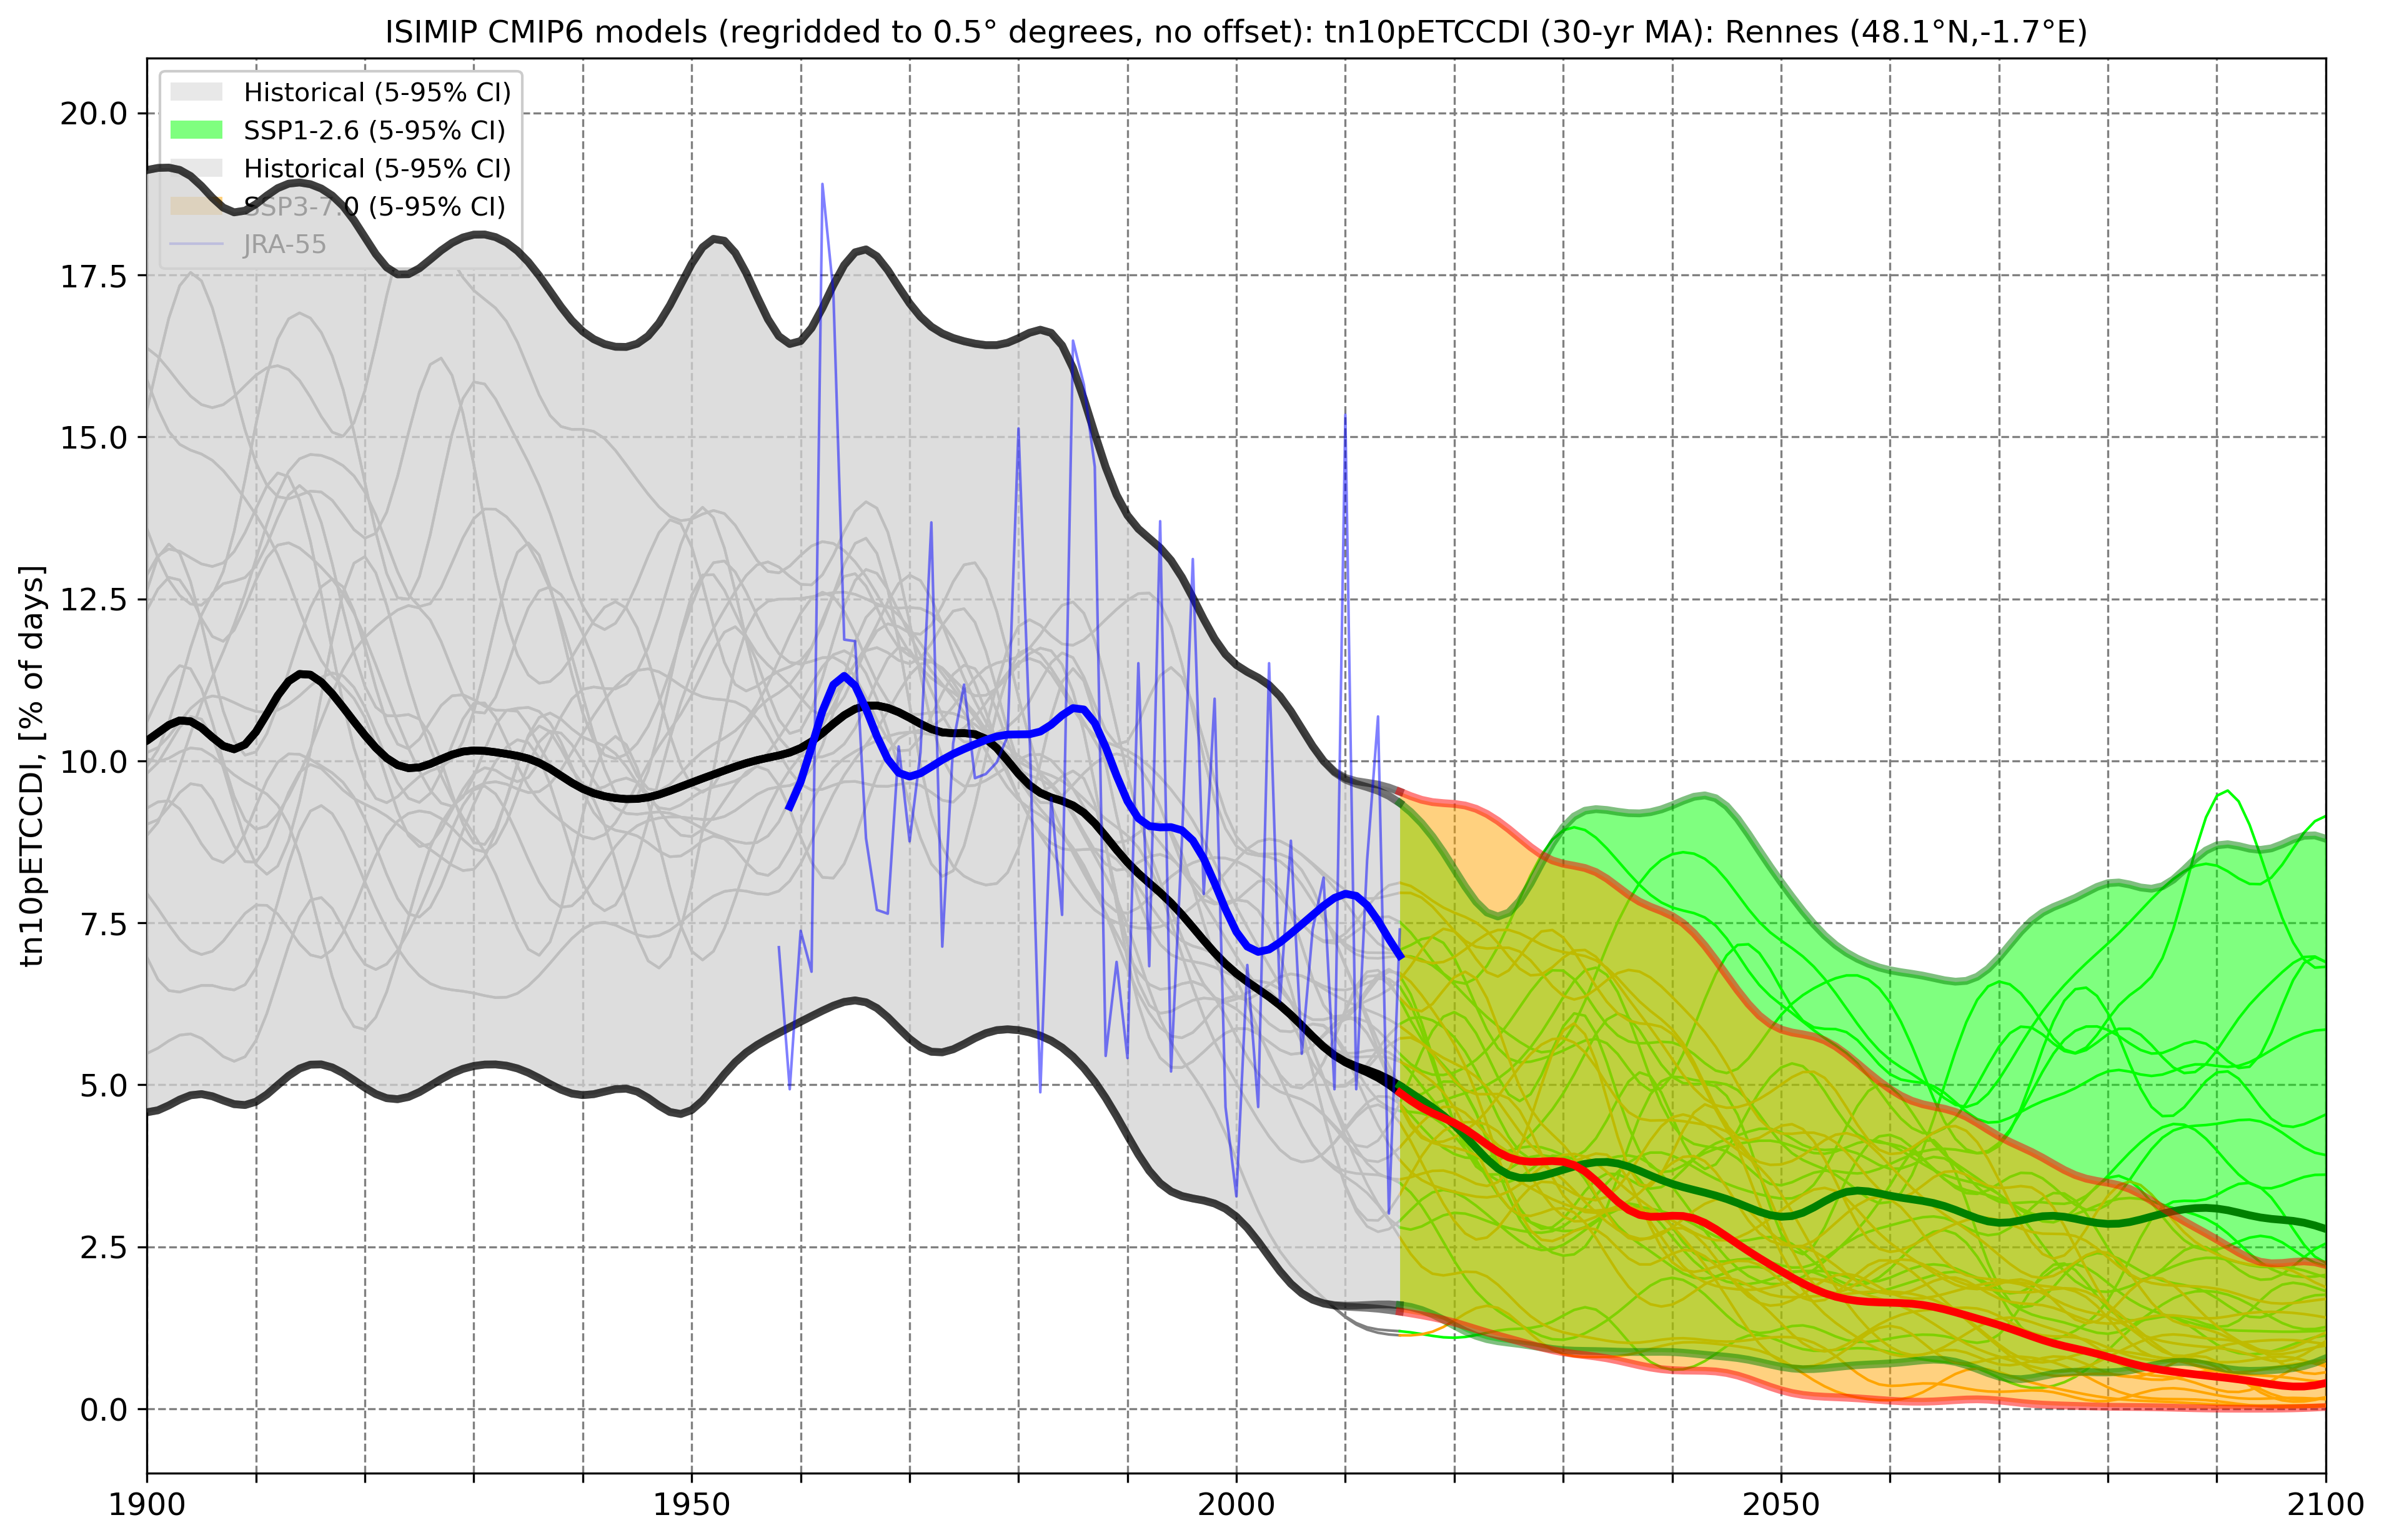 ISIMIP CMIP6 models (regridded to 0.5° degrees, no offset): tn10pETCCDI (30-yr MA): Rennes (48.1°N,-1.7°E)
Historical (5-95% CI)
SSP1-2.6 (5-95% CI)
Historical (5-95% CI)
SSP3-7.0 (5-95% CI)
JRA-55
tn10pETCCDI, [% of days]
20.0
17.5
15.0
12.5
10.0
7.5
5.0
2.5
0.0
1900
1950
2000
2050
2100